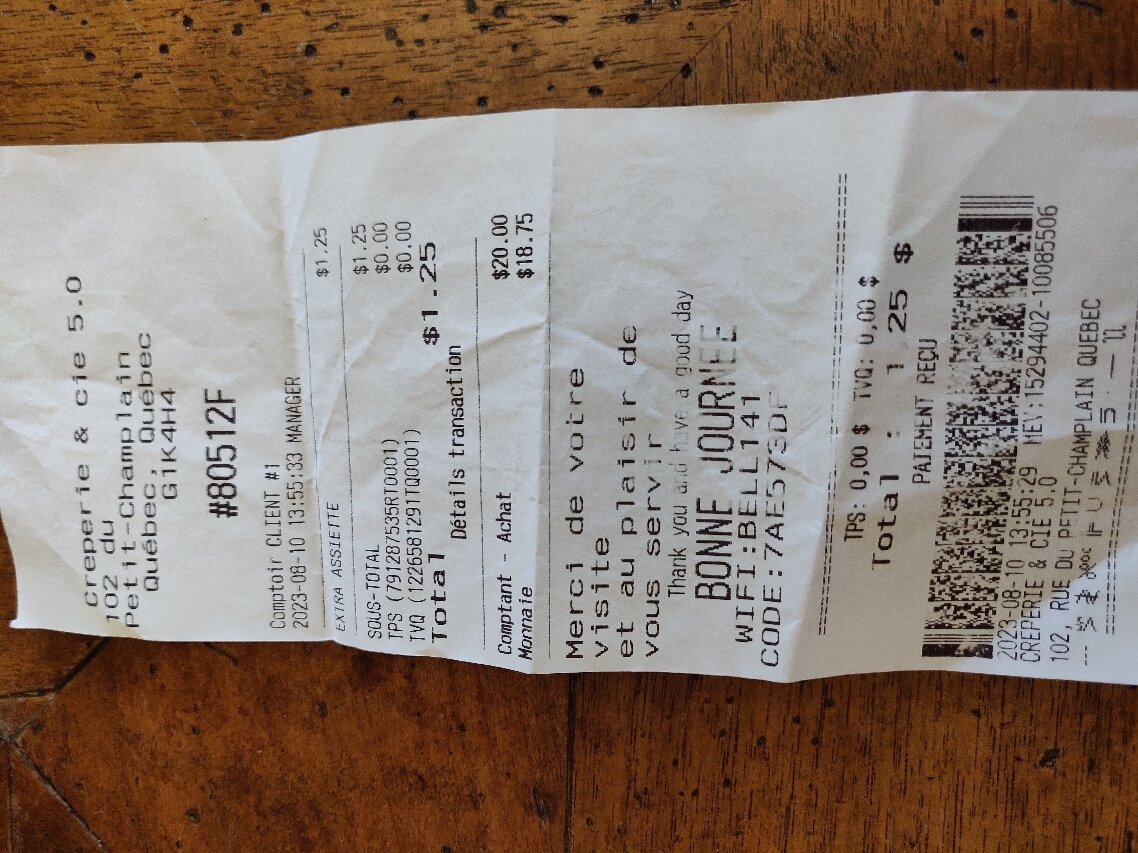 Creperie & cie 5.0
102 du
Petit-Champlain
Québec, Québec
G1K4H4
#80512F
Comptoir CLIENT #1
2023-08-10 13:55:33 MANAGER
EXTRA ASSIETTE $1.25
SOUS-TOTAL $1.25
TPS (791287535RT0001) $0.00
TVQ (1226581291TQ0001) $0.00
Total $1.25
Détails transaction
Comptant - Achat $20.00
Monnaie $18.75
Merci de votre
visite
et au plaisir de
vous servir
Thank you and have a good day
BONNE JOURNEE
WIFI:BELL141
CODE:7AE573DF
TPS: 0,00 $ TVQ: 0,00 $
Total : 1,25 $
PAIEMENT REÇU
2023-08-10 13:55:29 MEV:15294402-10085506
CREPERIE & CIE 5.0
102, RUE DU PETIT-CHAMPLAIN QUEBEC